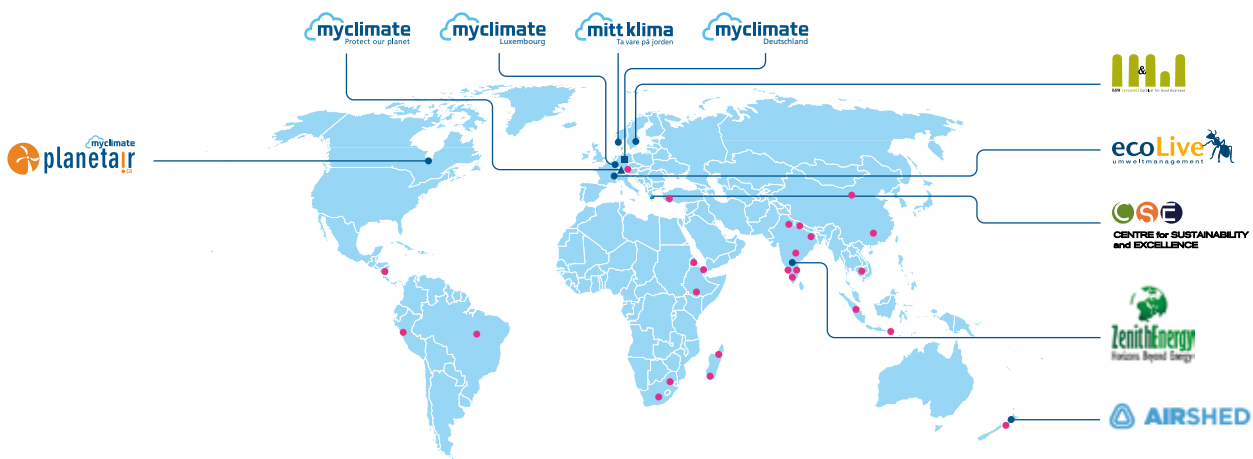 myclimate
Protect our planet
myclimate
Luxembourg
mitt klima
Ta vare på jorden
myclimate
Deutschland
&
myclimate
planetair
.ca
ecoLive
umweltmanagement
CSE
CENTRE for SUSTAINABILITY
and EXCELLENCE
ZenithEnergy
Horizons Beyond Energy
AIRSHED